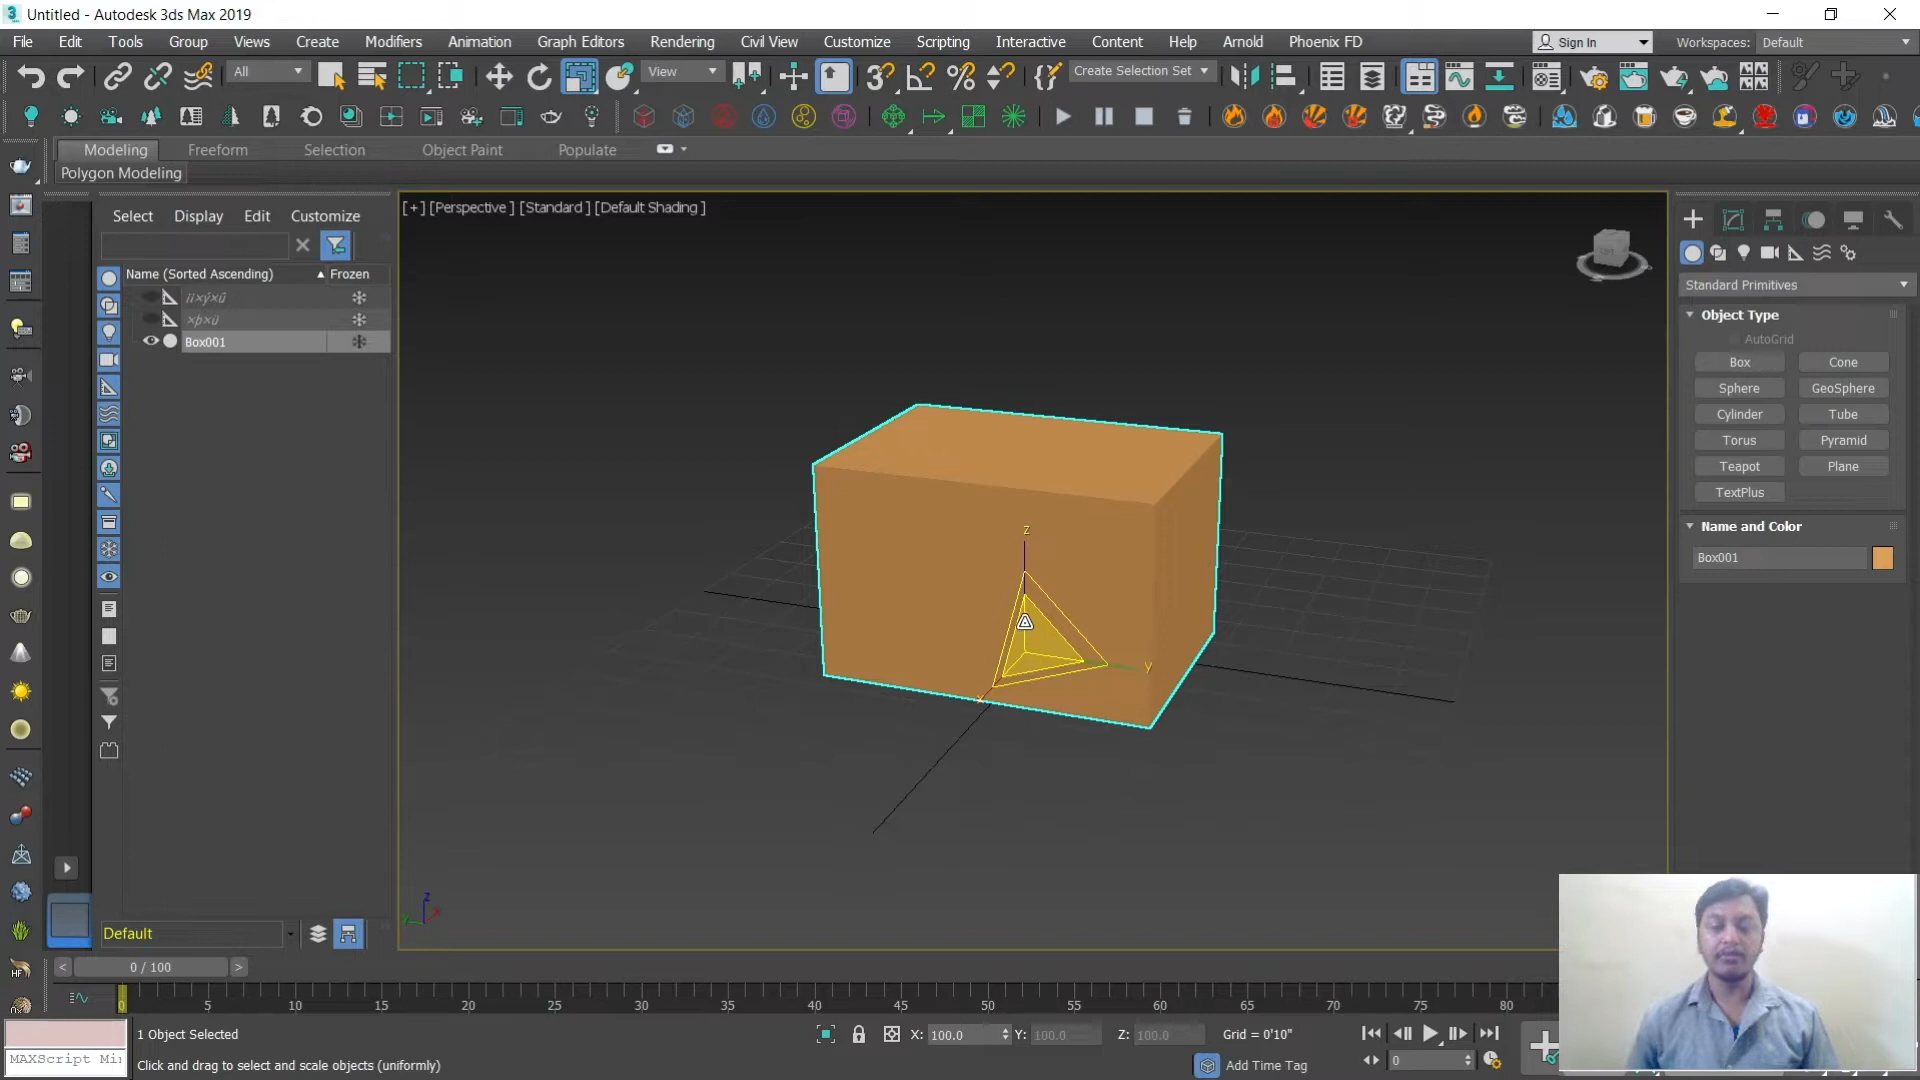 Untitled - Autodesk 3ds Max 2019
File Edit Tools Group Views Create Modifiers Animation Graph Editors Rendering Civil View Customize Scripting Interactive Content Help Arnold Phoenix FD Sign In Workspaces: Default
All View Create Selection Set
Modeling Freeform Selection Object Paint Populate
Polygon Modeling
Select Display Edit Customize
[+] [Perspective ] [Standard ] [Default Shading ]
Name (Sorted Ascending) Frozen
Box001
Standard Primitives
Object Type
AutoGrid
Box Cone
Sphere GeoSphere
Cylinder Tube
Torus Pyramid
Teapot Plane
TextPlus
Name and Color
Box001
z
y
x
z
Default
< 0 / 100 >
0 5 10 15 20 25 30 35 40 45 50 55 60 65 70 75 80
1 Object Selected X: 100.0 Y: 100.0 Z: 100.0 Grid = 0'10"
MAXScript Mi
Click and drag to select and scale objects (uniformly) Add Time Tag 0